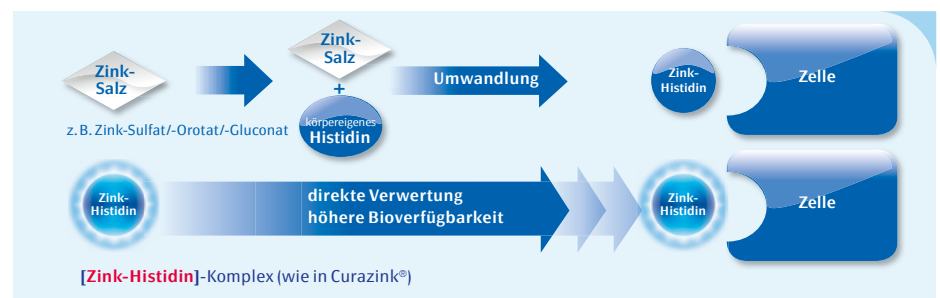 Zink-
Salz
z. B. Zink-Sulfat/-Orotat/-Gluconat
Zink-
Salz
+
körpereigenes
Histidin
Umwandlung
Zink-
Histidin
Zelle
Zink-
Histidin
direkte Verwertung
höhere Bioverfügbarkeit
Zink-
Histidin
Zelle
[Zink-Histidin]-Komplex (wie in Curazink®)